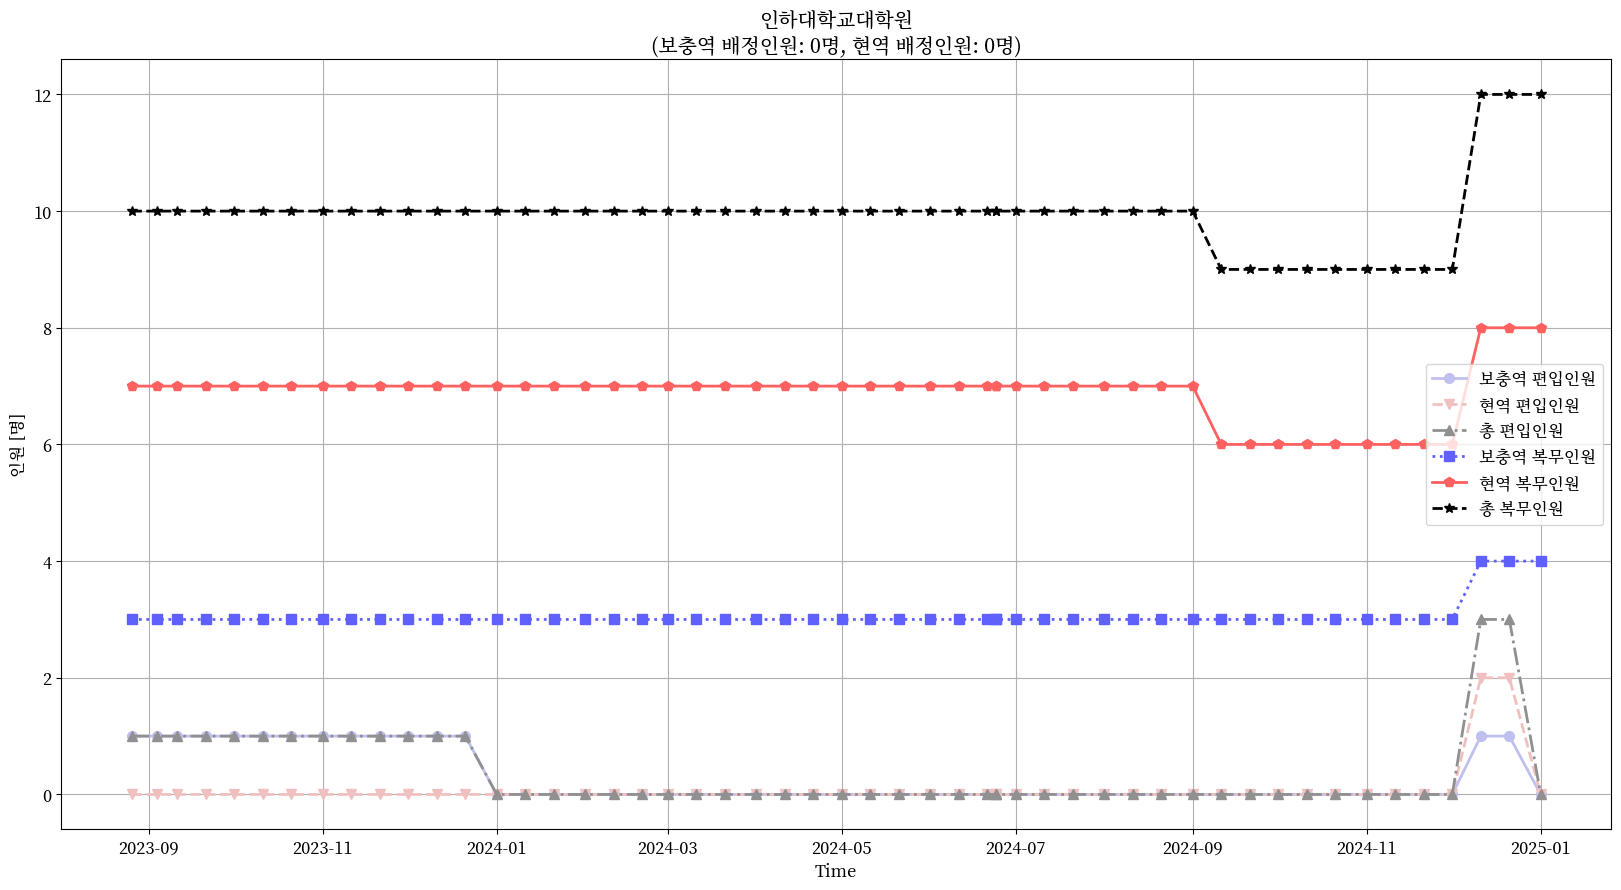 인하대학교대학원
(보충역 배정인원: 0명, 현역 배정인원: 0명)
인원 [명]
12
10
8
6
4
2
0
보충역 편입인원
현역 편입인원
총 편입인원
보충역 복무인원
현역 복무인원
총 복무인원
2023-09
2023-11
2024-01
2024-03
2024-05
2024-07
2024-09
2024-11
2025-01
Time